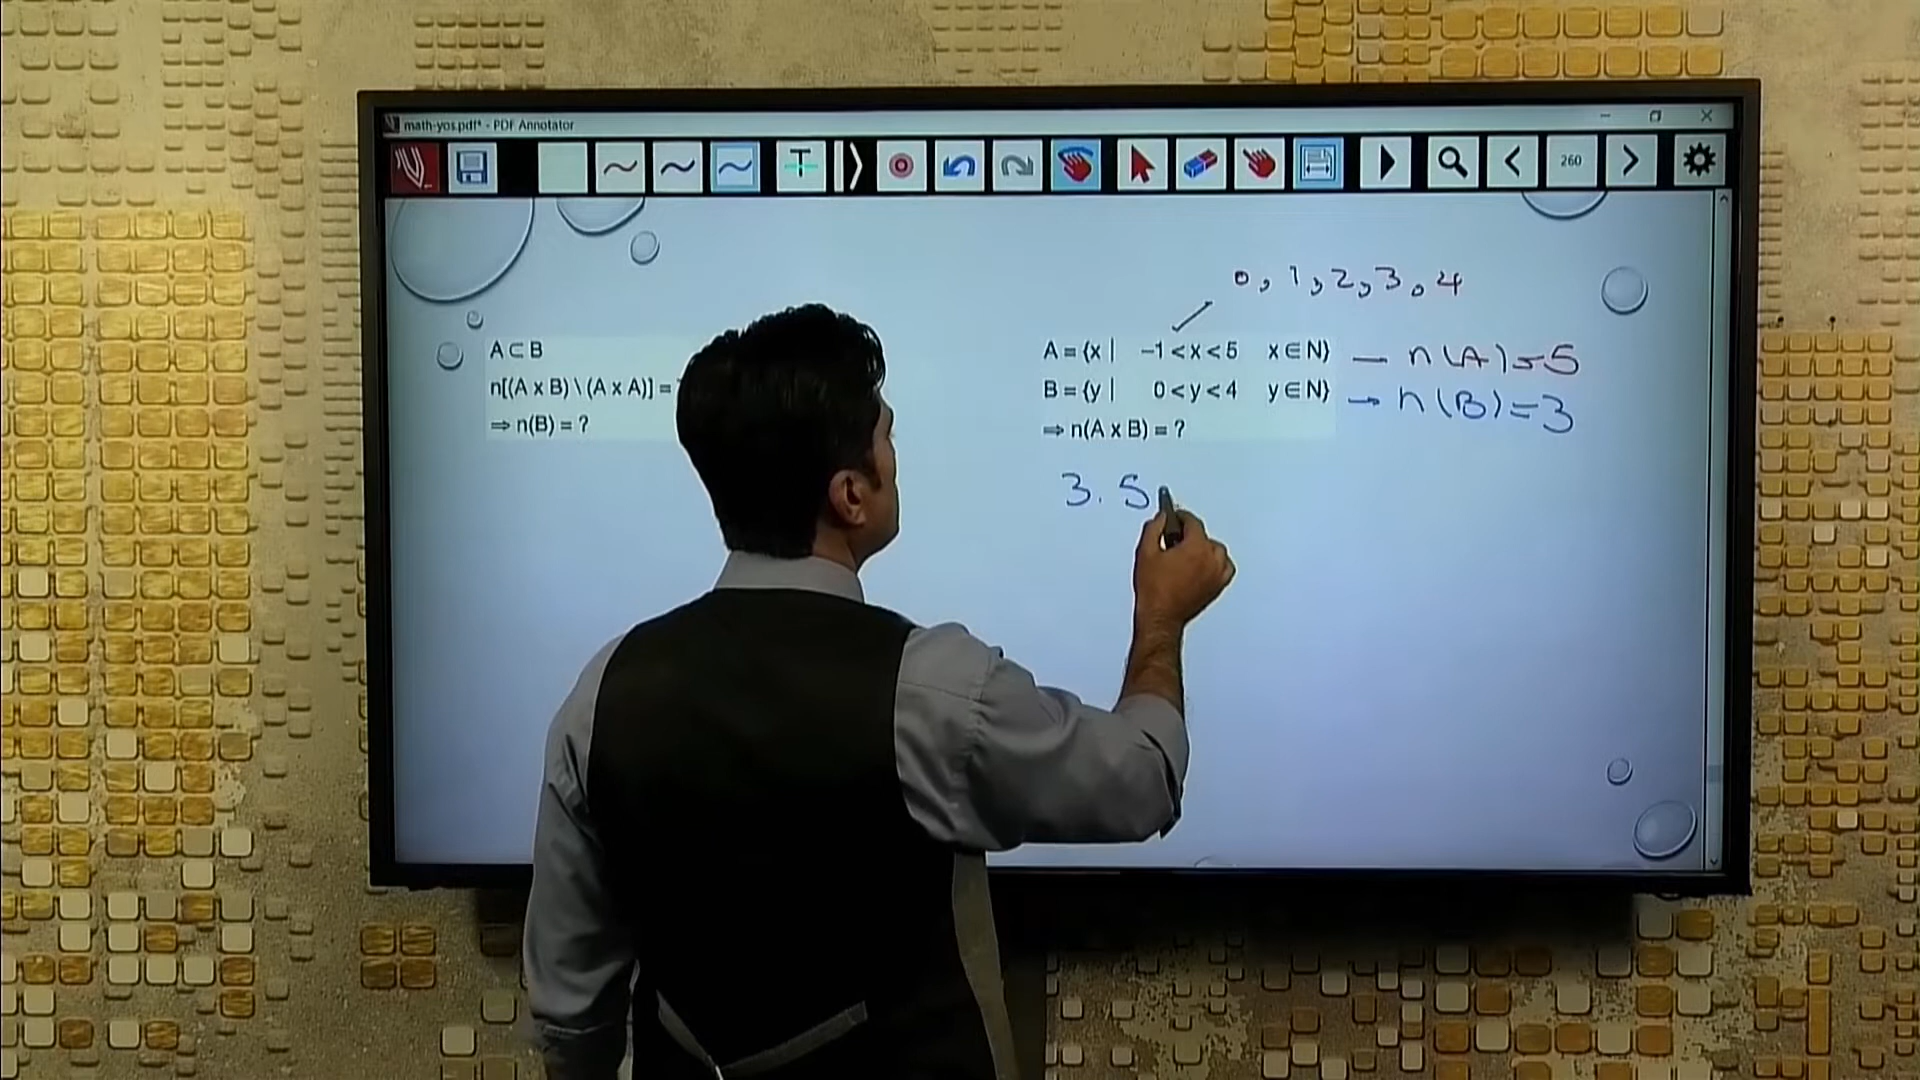 math-yos.pdf* - PDF Annotator
260
0, 1, 2, 3, 4
A ⊂ B
n[(A x B) \ (A x A)] =
⇒ n(B) = ?
A = {x | -1 < x < 5 x ∈ N} — n(A) = 5
B = {y | 0 < y < 4 y ∈ N} → n(B) = 3
⇒ n(A x B) = ?
3. 5